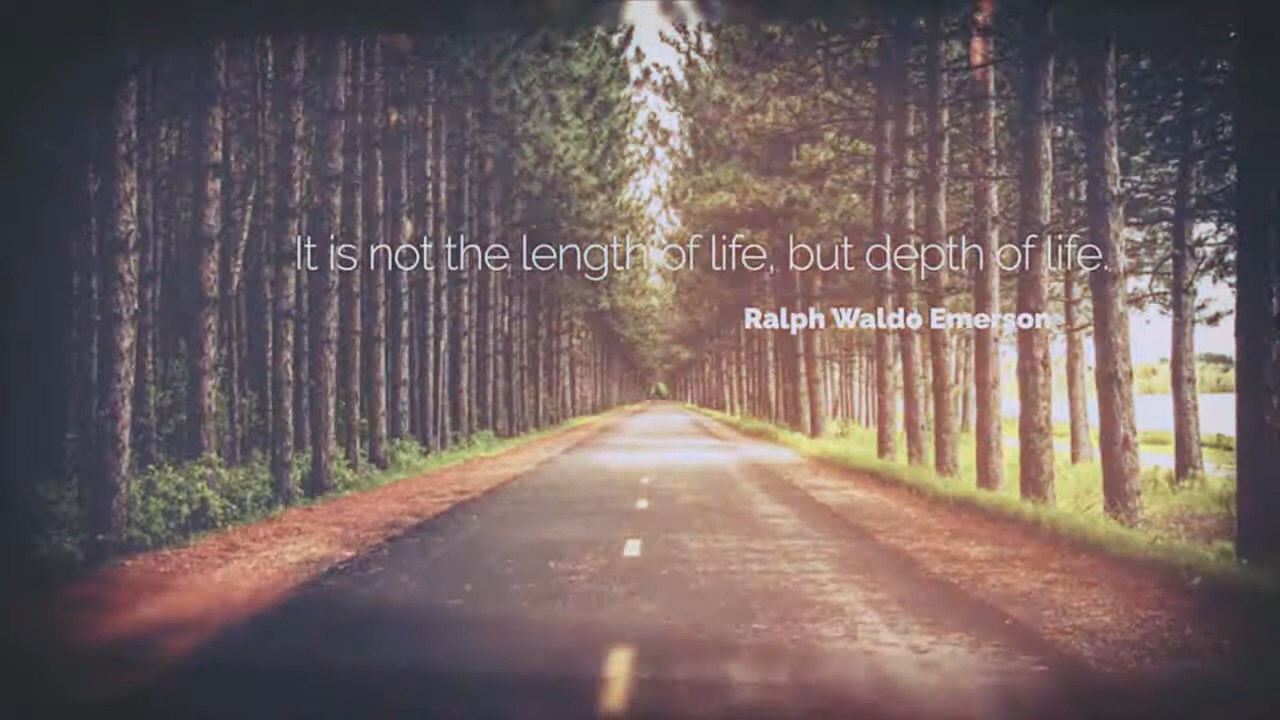 It is not the length of life, but depth of life.
Ralph Waldo Emerson